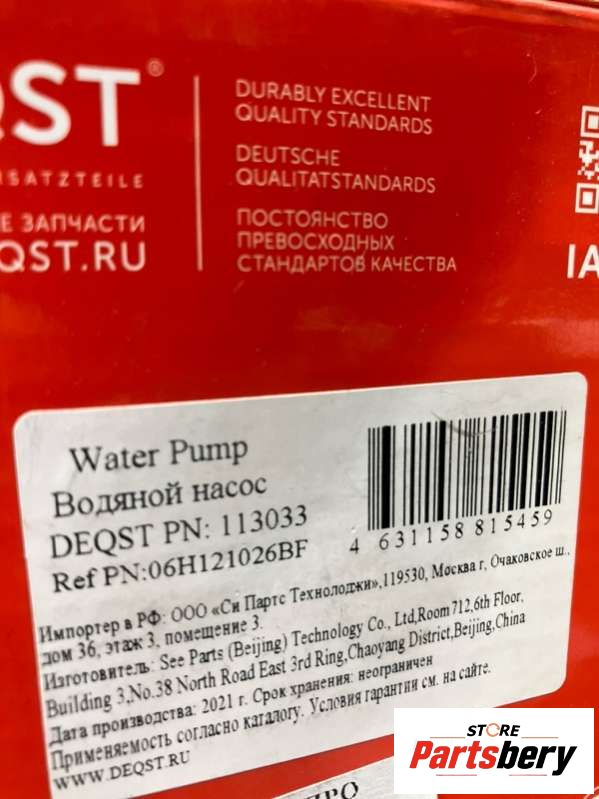 ST®
SATZTEILE
Е ЗАПЧАСТИ
QST.RU
DURABLY EXCELLENT
QUALITY STANDARDS
DEUTSCHE
QUALITATSTANDARDS
ПОСТОЯНСТВО
ПРЕВОСХОДНЫХ
СТАНДАРТОВ КАЧЕСТВА
IA
Water Pump
Водяной насос
DEQST PN: 113033
Ref PN:06H121026BF
4 631158 815459
Импортер в РФ: ООО «Си Партс Технолоджи»,119530, Москва г, Очаковское ш.,
дом 36, этаж 3, помещение 3.
Изготовитель: See Parts (Beijing) Technology Co., Ltd,Room712,6th Floor,
Building 3,No.38 North Road East 3rd Ring,Chaoyang District,Beijing,China
Дата производства: 2021 г. Срок хранения: неограничен
Применяемость согласно каталогу. Условия гарантии см. на сайте.
WWW.DEQST.RU
STORE
Partsbery